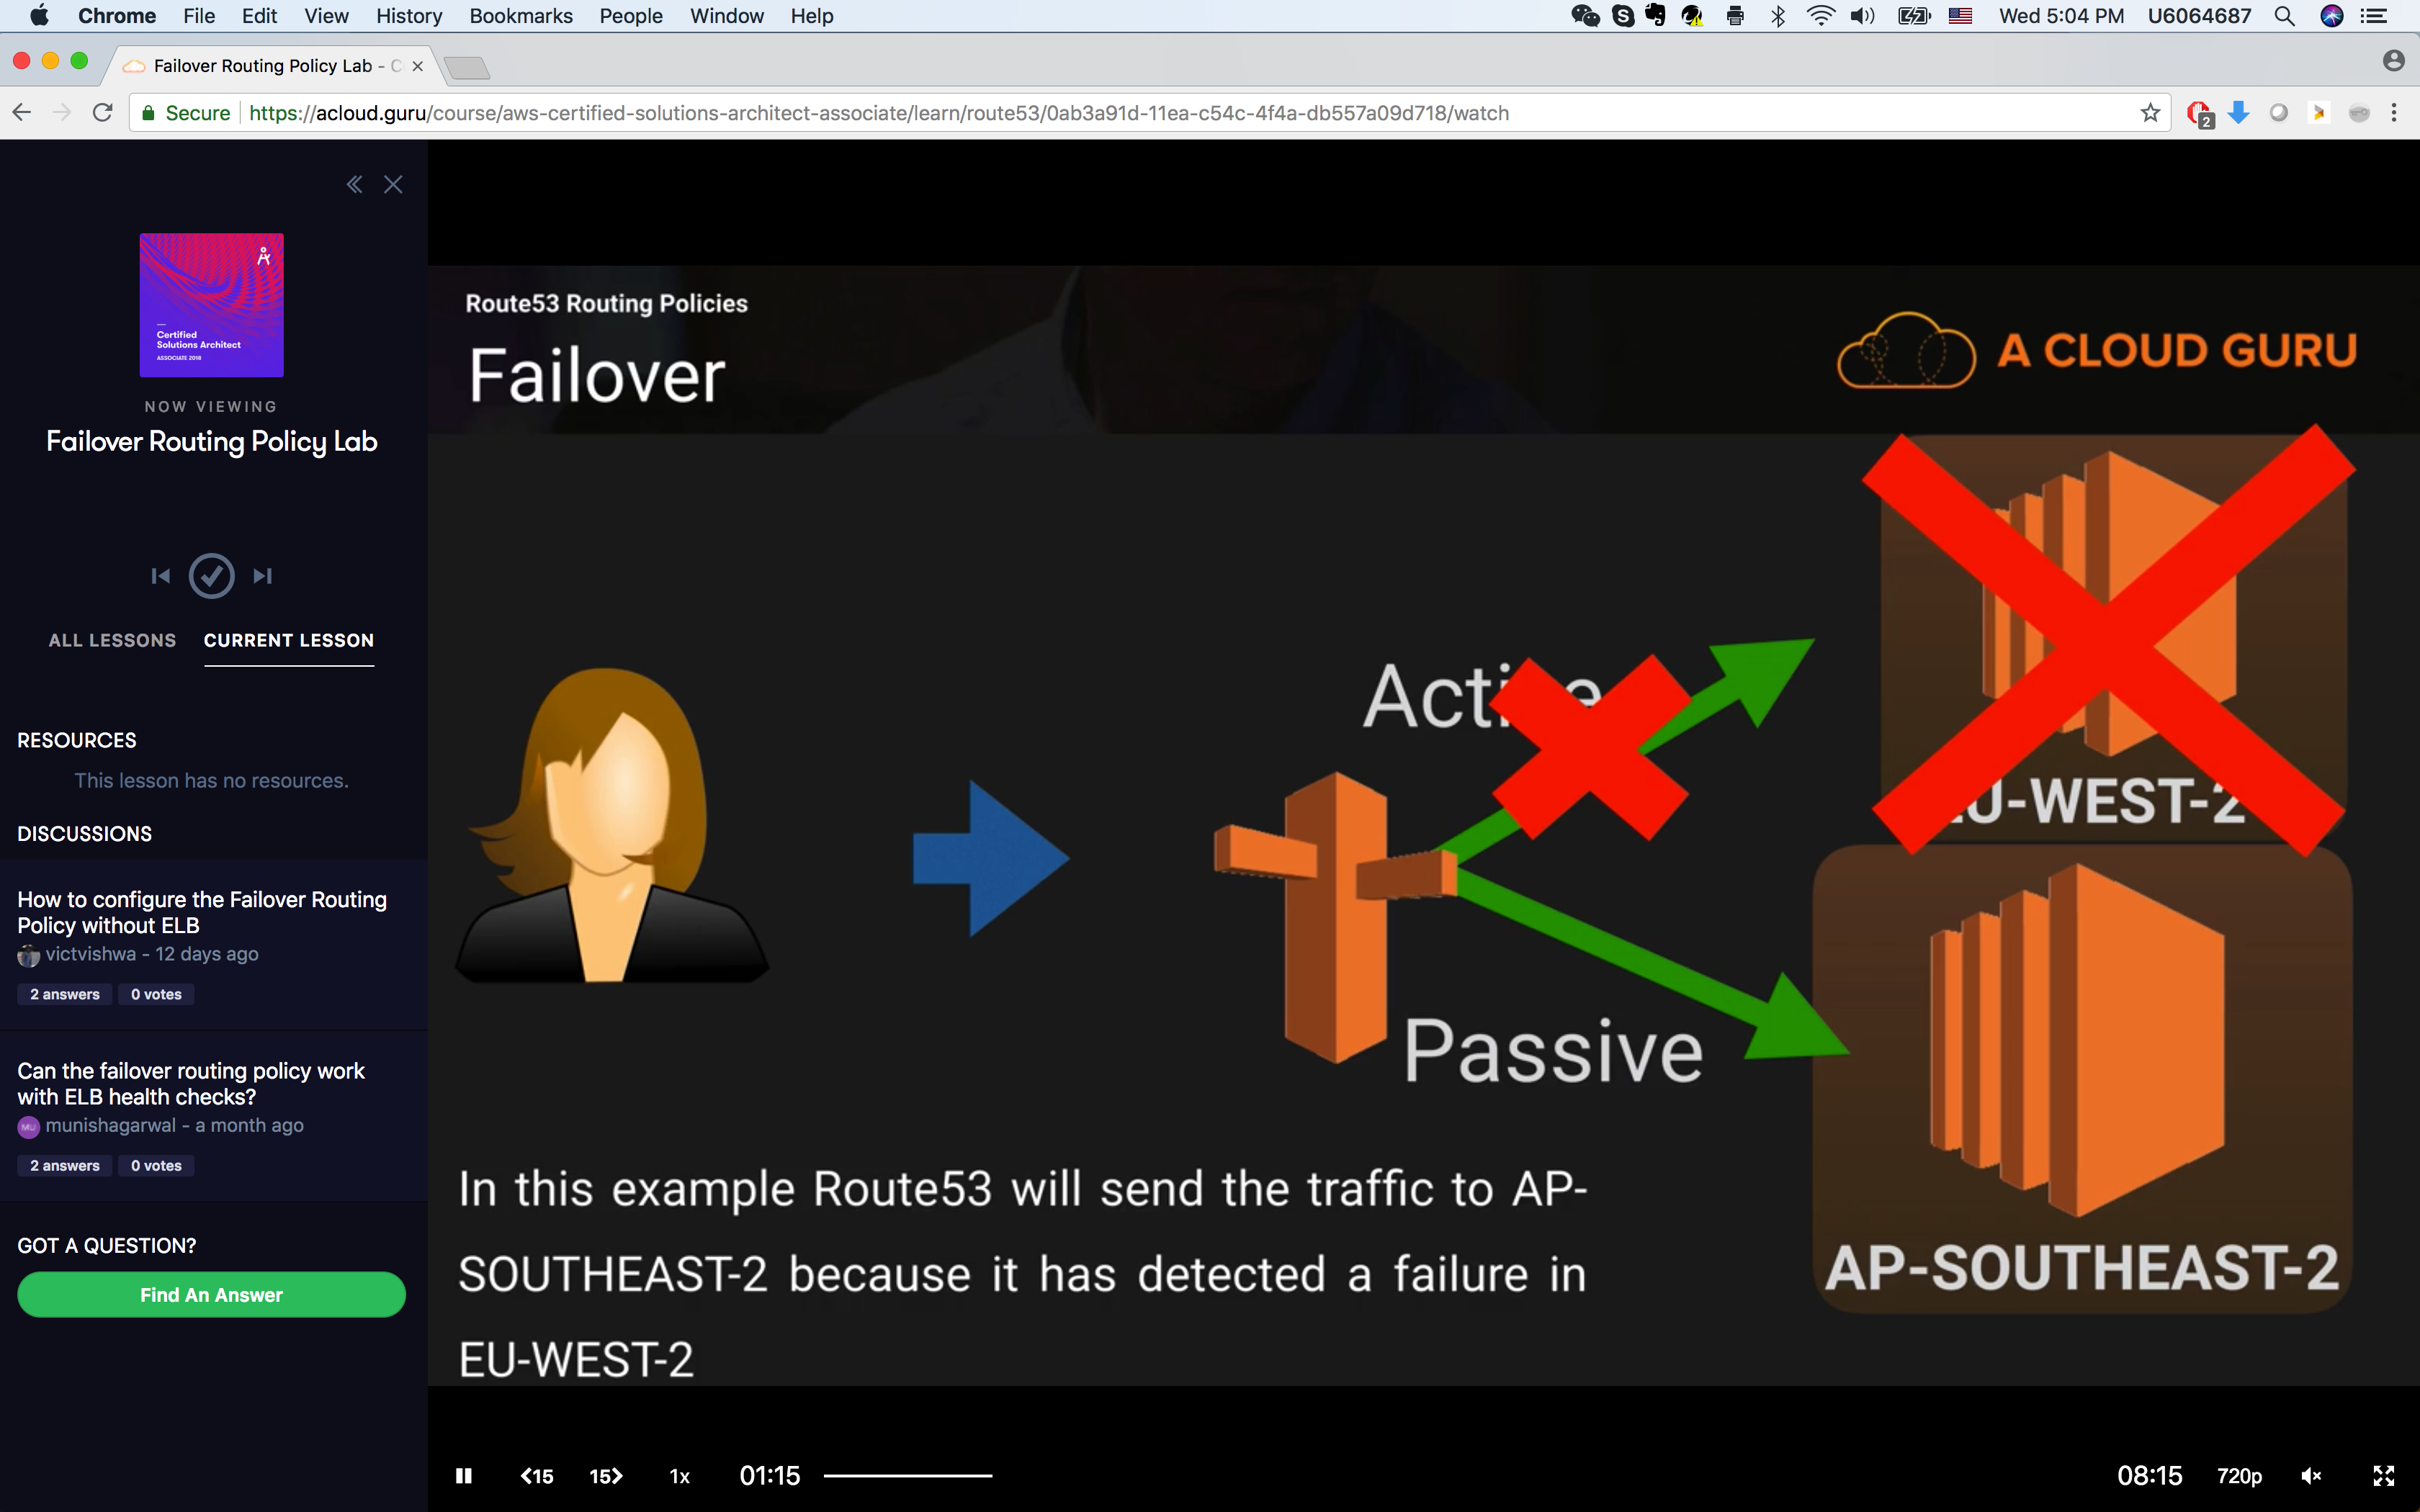 Chrome File Edit View History Bookmarks People Window Help
Wed 5:04 PM U6064687
Failover Routing Policy Lab - C
Secure https://acloud.guru/course/aws-certified-solutions-architect-associate/learn/route53/0ab3a91d-11ea-c54c-4f4a-db557a09d718/watch
2
Certified
Solutions Architect
ASSOCIATE 2018
NOW VIEWING
Failover Routing Policy Lab
ALL LESSONS CURRENT LESSON
RESOURCES
This lesson has no resources.
DISCUSSIONS
How to configure the Failover Routing
Policy without ELB
victvishwa - 12 days ago
2 answers 0 votes
Can the failover routing policy work
with ELB health checks?
MU munishagarwal - a month ago
2 answers 0 votes
GOT A QUESTION?
Find An Answer
Route53 Routing Policies
Failover
A CLOUD GURU
Active
EU-WEST-2
Passive
AP-SOUTHEAST-2
In this example Route53 will send the traffic to AP-
SOUTHEAST-2 because it has detected a failure in
EU-WEST-2
15 15 1x 01:15 08:15 720p